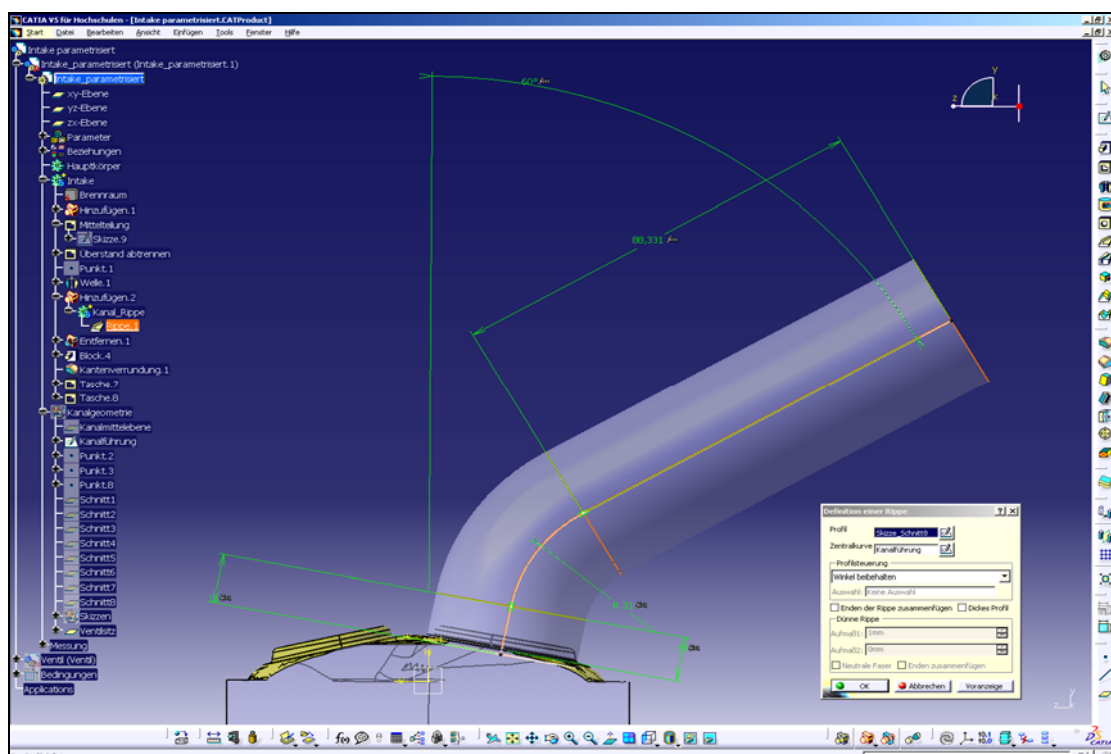 CATIA V5 für Hochschulen - [Intake parametrisiert.CATProduct]
Start Datei Bearbeiten Ansicht Einfügen Tools Fenster Hilfe
Intake parametrisiert
Intake_parametrisiert (Intake_parametrisiert.1)
Intake_parametrisiert
xy-Ebene
yz-Ebene
zx-Ebene
Parameter
Beziehungen
Hauptkörper
Intake
Brennraum
Hinzufügen.1
Mittelteilung
Skizze.9
Überstand abtrennen
Punkt.1
Welle.1
Hinzufügen.2
Kanal_Rippe
Rippe.1
Entfernen.1
Block.4
Kantenverrundung.1
Tasche.7
Tasche.8
Kanalgeometrie
Kanalmittelebene
Kanalführung
Punkt.2
Punkt.3
Punkt.8
Schnitt1
Schnitt2
Schnitt3
Schnitt4
Schnitt5
Schnitt6
Schnitt7
Schnitt8
Skizzen
Ventilsitz
Messung
Ventil (Ventil)
Bedingungen
Applications
60°
88,331
y
z
x
Definition einer Rippe
Profil Skizze_Schnitt8
Zentralkurve Kanalführung
Profilsteuerung
Winkel beibehalten
Auswahl: Keine Auswahl
Enden der Rippe zusammenfügen Dickes Profil
Dünne Rippe
Aufmaß1: 1mm
Aufmaß2: 0mm
Neutrale Faser Enden zusammenfügen
OK Abbrechen Voranzeige
f(x)
CATIA